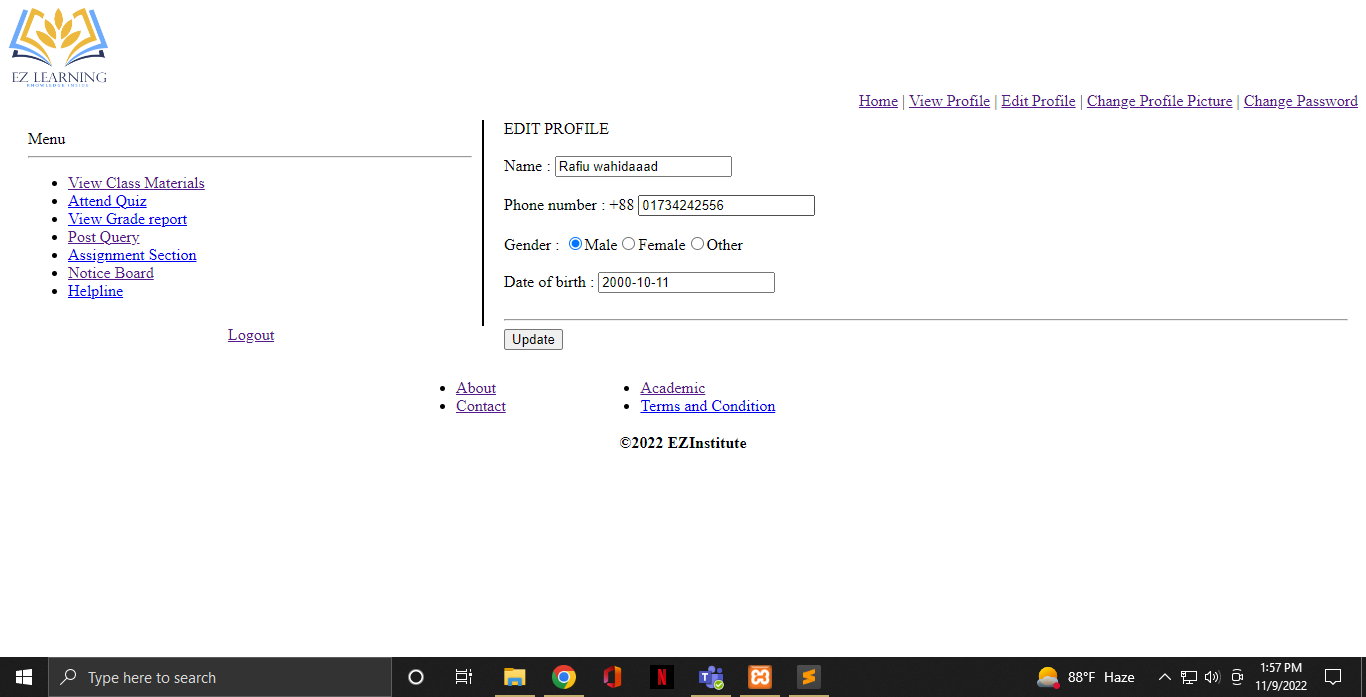 EZ LEARNING
KNOWLEDGE INSIDE
Home | View Profile | Edit Profile | Change Profile Picture | Change Password
Menu
View Class Materials
Attend Quiz
View Grade report
Post Query
Assignment Section
Notice Board
Helpline
Logout
EDIT PROFILE
Name : Rafiu wahidaaad
Phone number : +88 01734242556
Gender : Male Female Other
Date of birth : 2000-10-11
Update
About
Contact
Academic
Terms and Condition
©2022 EZInstitute
Type here to search
88°F Haze
1:57 PM
11/9/2022